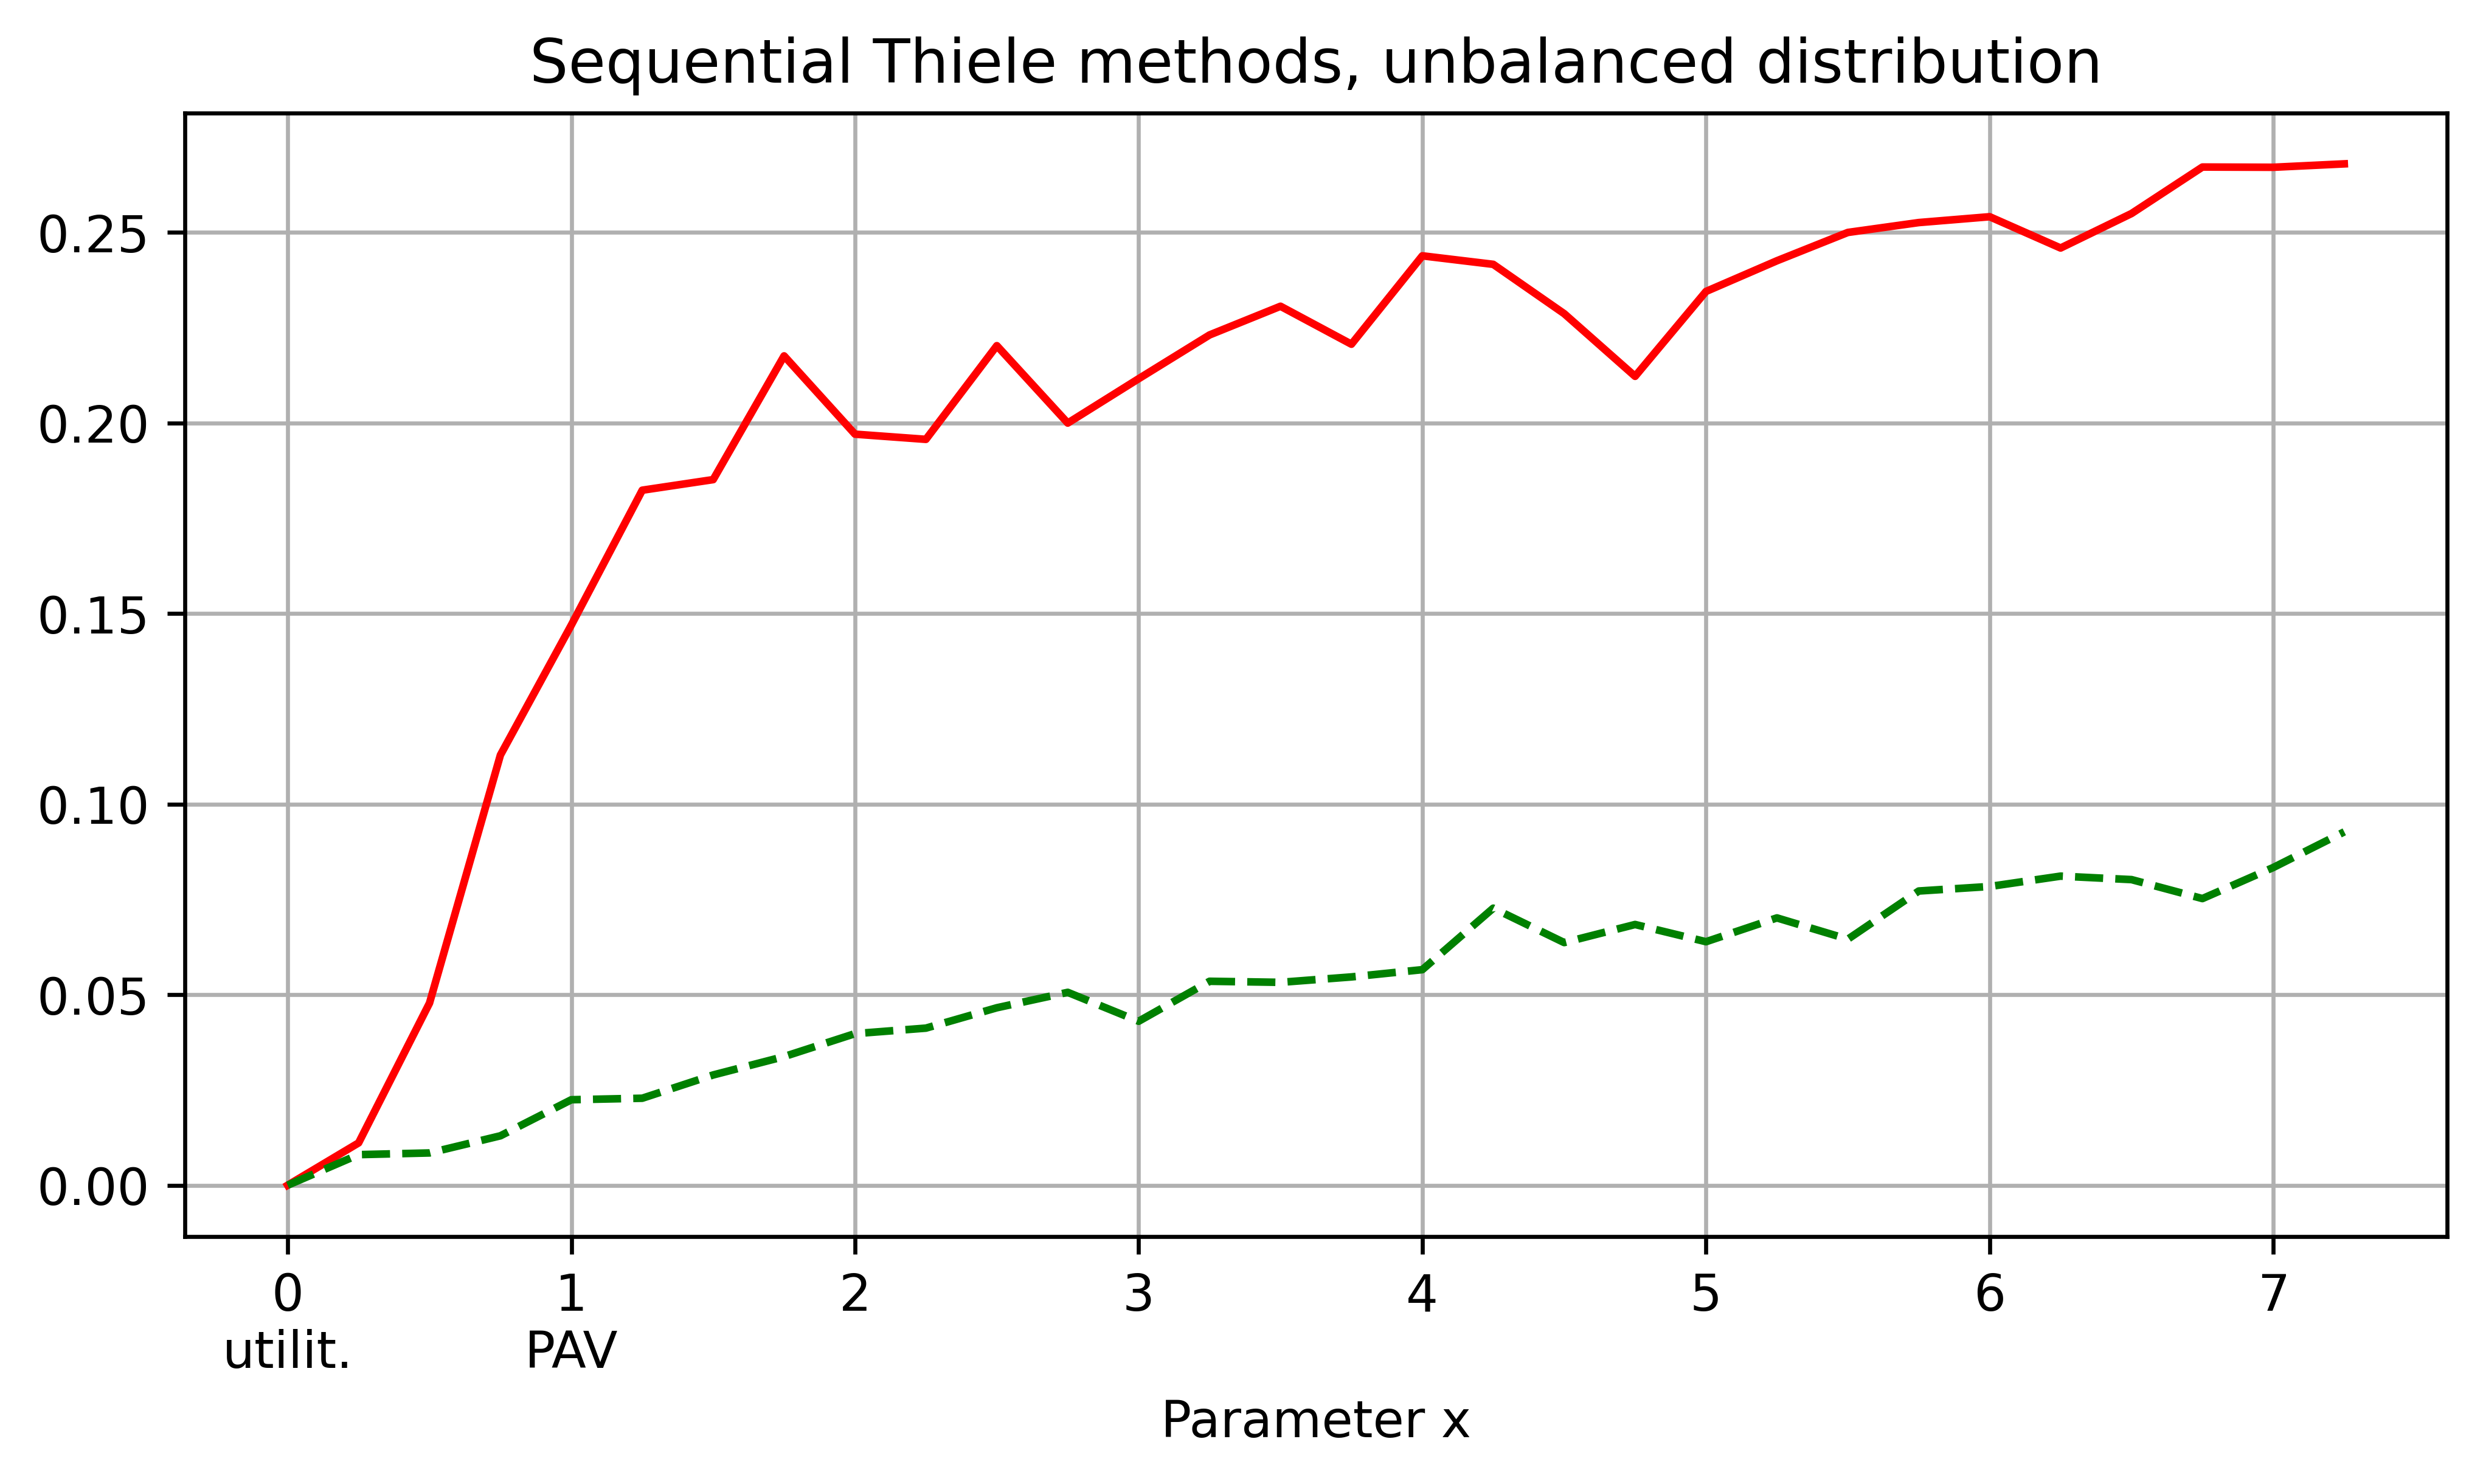 Sequential Thiele methods, unbalanced distribution
0.25
0.20
0.15
0.10
0.05
0.00
0 1 2 3 4 5 6 7
utilit. PAV
Parameter x